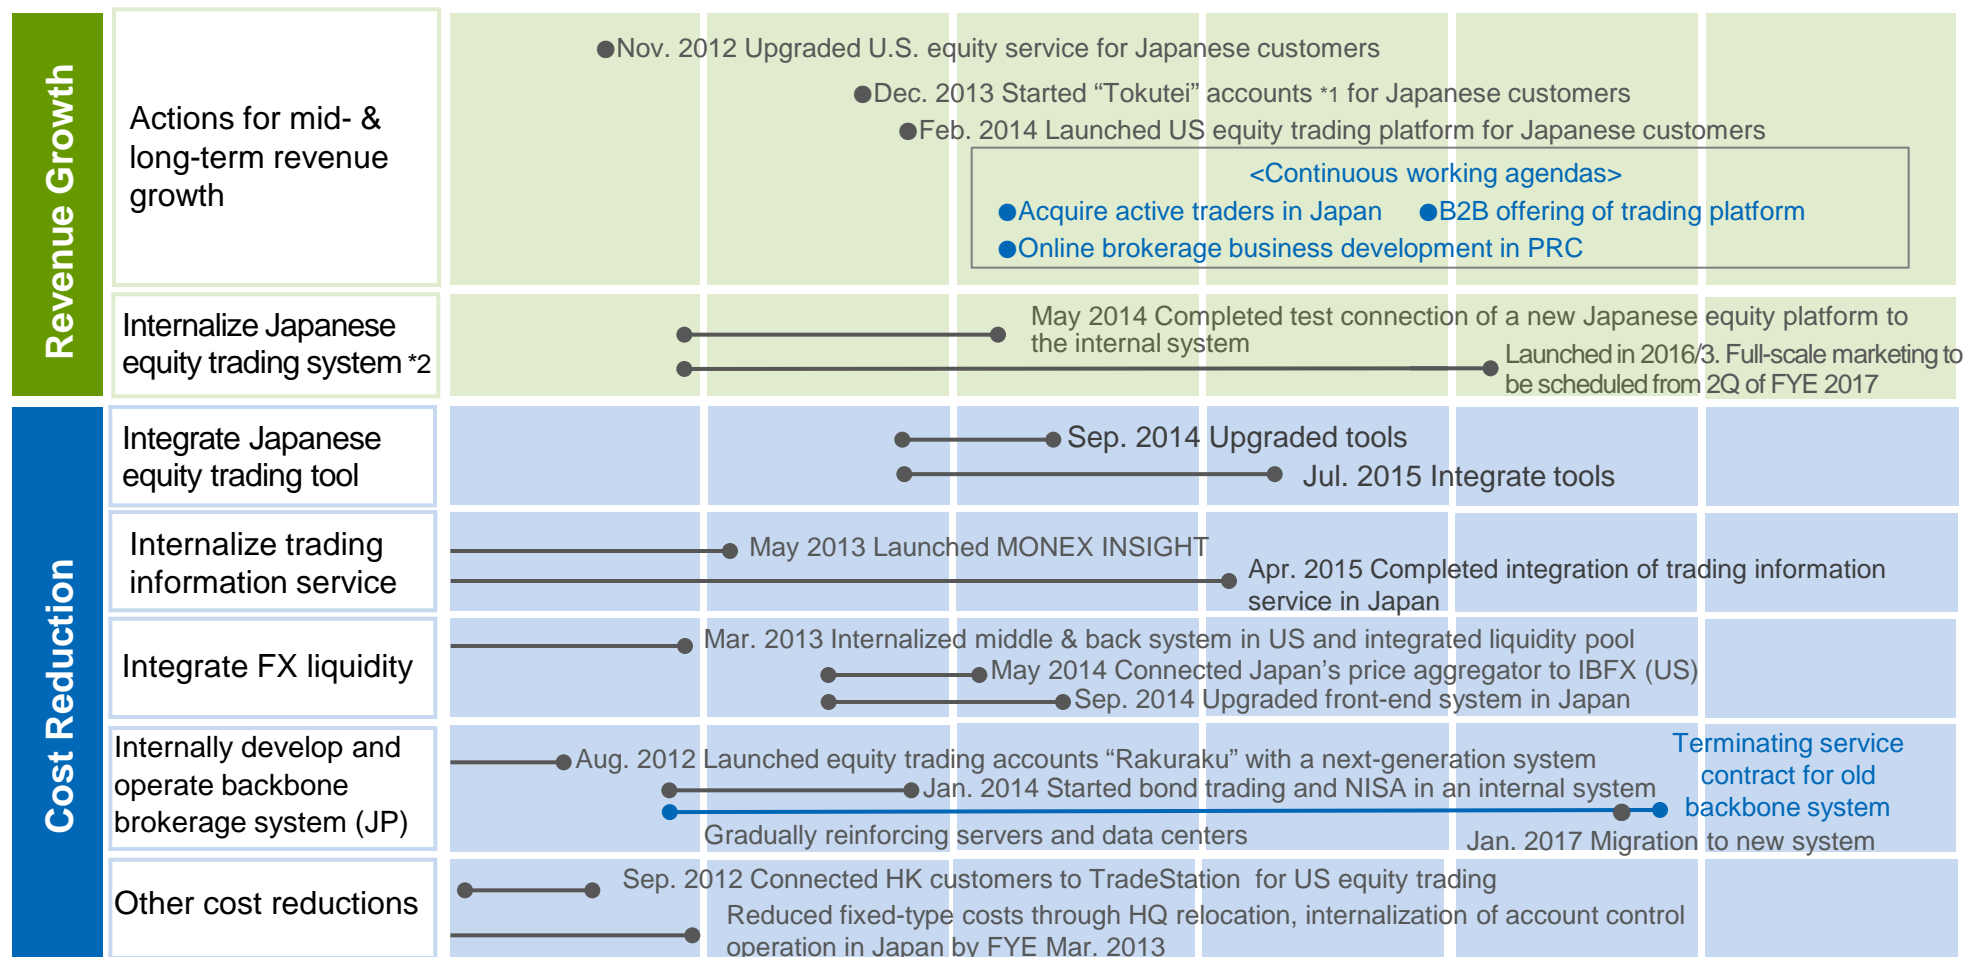 Revenue Growth
Actions for mid- &
long-term revenue
growth
●Nov. 2012 Upgraded U.S. equity service for Japanese customers
●Dec. 2013 Started “Tokutei” accounts *1 for Japanese customers
●Feb. 2014 Launched US equity trading platform for Japanese customers
<Continuous working agendas>
●Acquire active traders in Japan ●B2B offering of trading platform
●Online brokerage business development in PRC
Internalize Japanese
equity trading system *2
May 2014 Completed test connection of a new Japanese equity platform to
the internal system
Launched in 2016/3. Full-scale marketing to
be scheduled from 2Q of FYE 2017
Cost Reduction
Integrate Japanese
equity trading tool
Sep. 2014 Upgraded tools
Jul. 2015 Integrate tools
Internalize trading
information service
May 2013 Launched MONEX INSIGHT
Apr. 2015 Completed integration of trading information
service in Japan
Integrate FX liquidity
Mar. 2013 Internalized middle & back system in US and integrated liquidity pool
May 2014 Connected Japan’s price aggregator to IBFX (US)
Sep. 2014 Upgraded front-end system in Japan
Internally develop and
operate backbone
brokerage system (JP)
Aug. 2012 Launched equity trading accounts “Rakuraku” with a next-generation system
Jan. 2014 Started bond trading and NISA in an internal system
Terminating service
contract for old
backbone system
Gradually reinforcing servers and data centers
Jan. 2017 Migration to new system
Other cost reductions
Sep. 2012 Connected HK customers to TradeStation for US equity trading
Reduced fixed-type costs through HQ relocation, internalization of account control
operation in Japan by FYE Mar. 2013